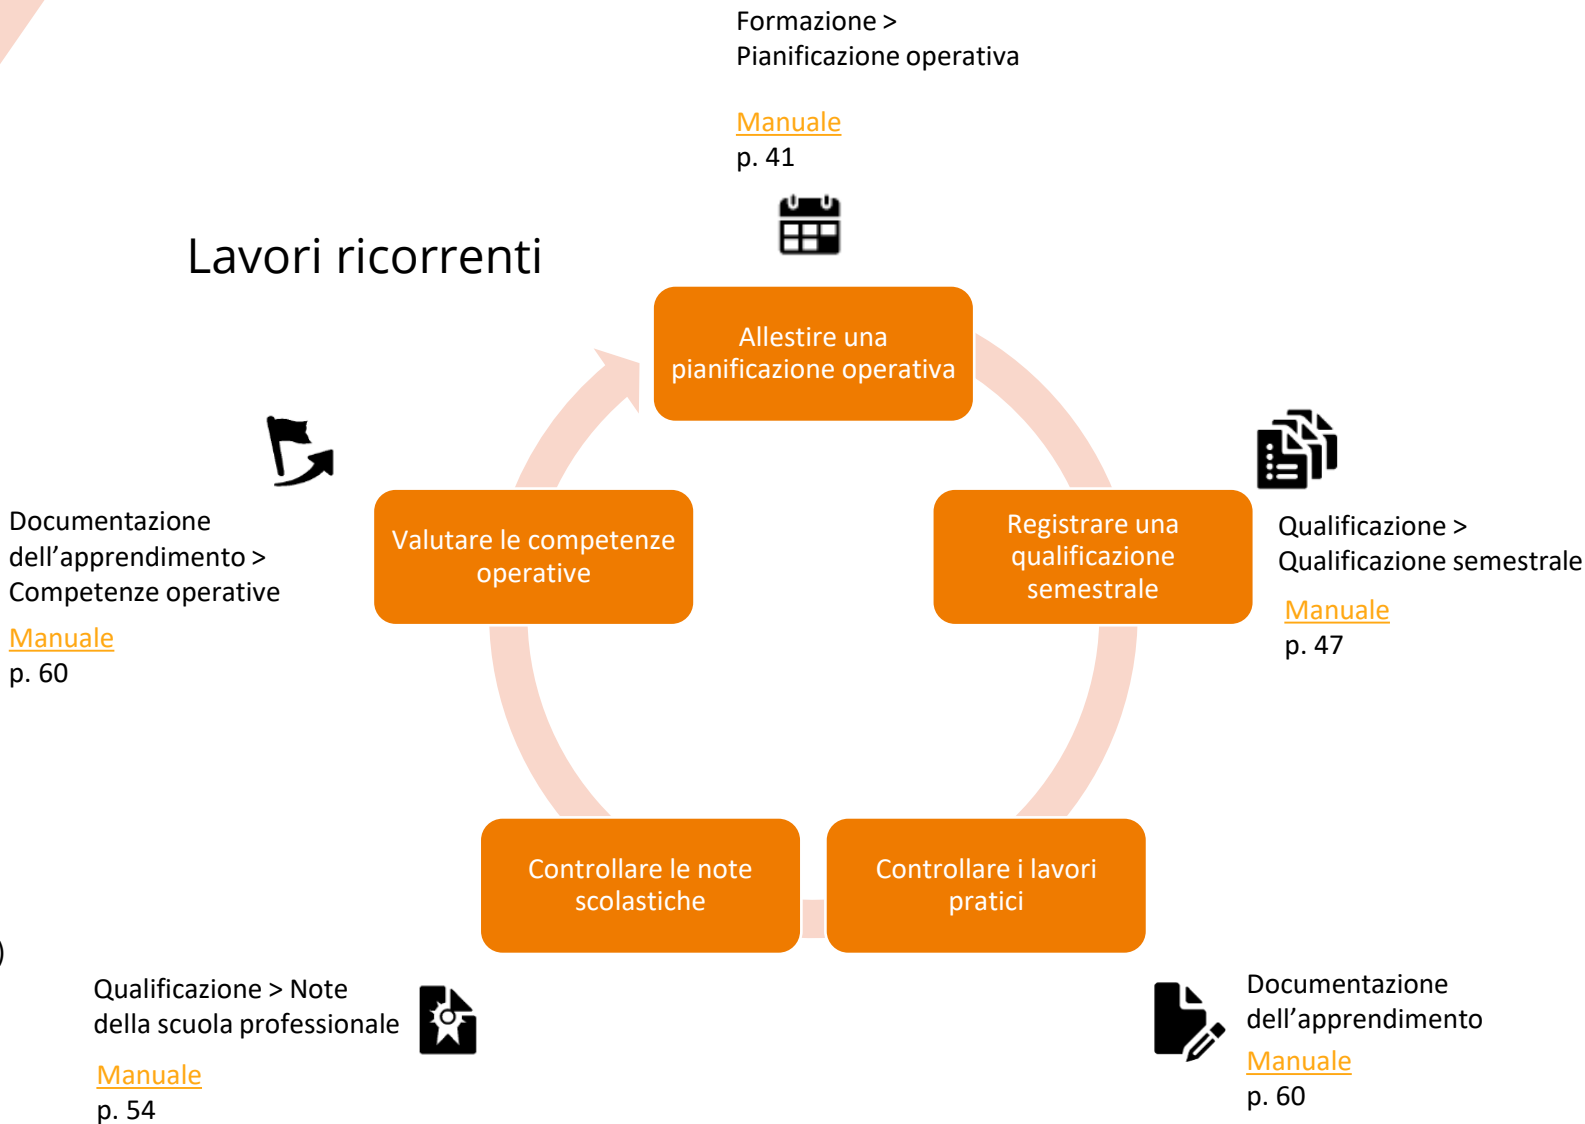 Formazione >
Pianificazione operativa
Manuale
p. 41
Lavori ricorrenti
Allestire una
pianificazione operativa
Registrare una
qualificazione
semestrale
Qualificazione >
Qualificazione semestrale
Manuale
p. 47
Documentazione
dell’apprendimento >
Competenze operative
Manuale
p. 60
Valutare le competenze
operative
Controllare le note
scolastiche
Controllare i lavori
pratici
)
Qualificazione > Note
della scuola professionale
Manuale
p. 54
Documentazione
dell’apprendimento
Manuale
p. 60